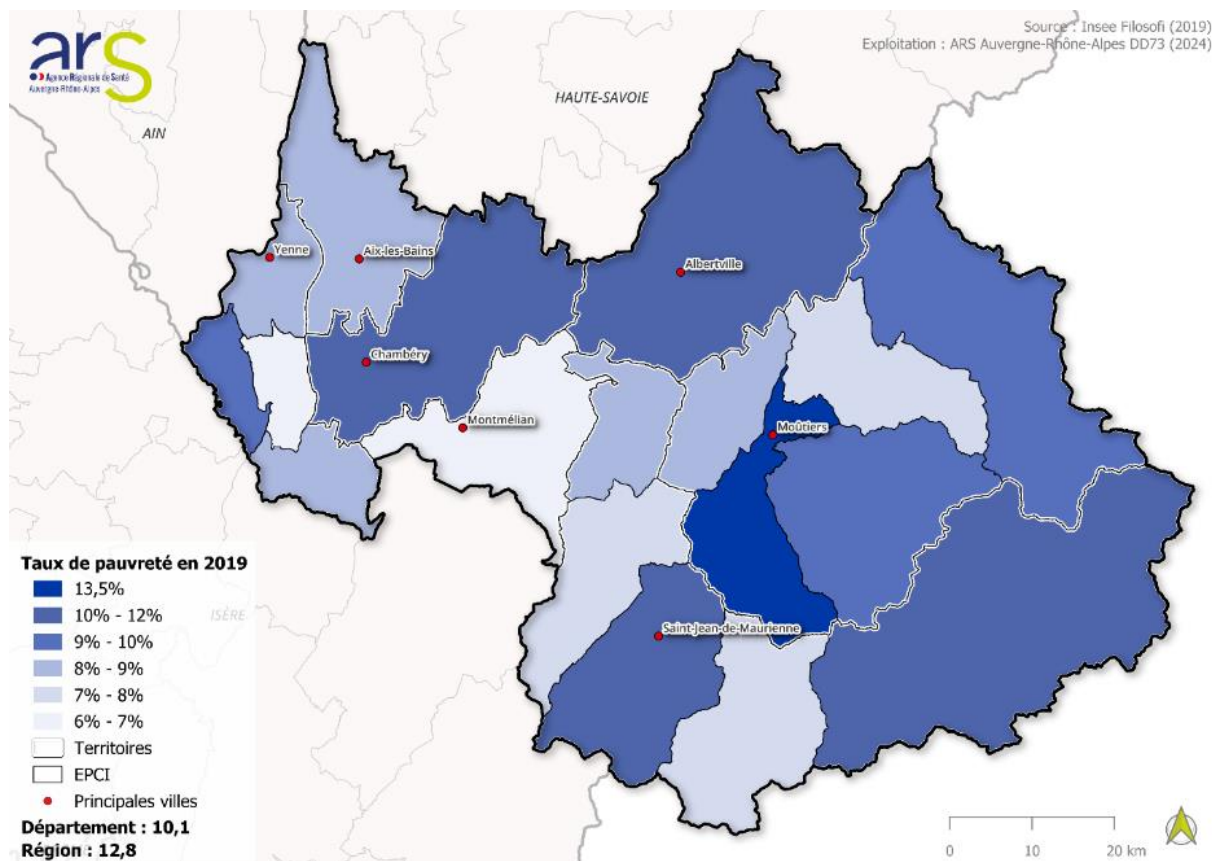 ars
Agence Régionale de Santé
Auvergne-Rhône-Alpes
Source : Insee Filosofi (2019)
Exploitation : ARS Auvergne-Rhône-Alpes DD73 (2024)
HAUTE-SAVOIE
AIN
Yenne
Aix-les-Bains
Albertville
Chambéry
Montmélian
Moûtiers
Saint-Jean-de-Maurienne
ISÈRE
Taux de pauvreté en 2019
13,5%
10% - 12%
9% - 10%
8% - 9%
7% - 8%
6% - 7%
Territoires
EPCI
Principales villes
Département : 10,1
Région : 12,8
0 10 20 km